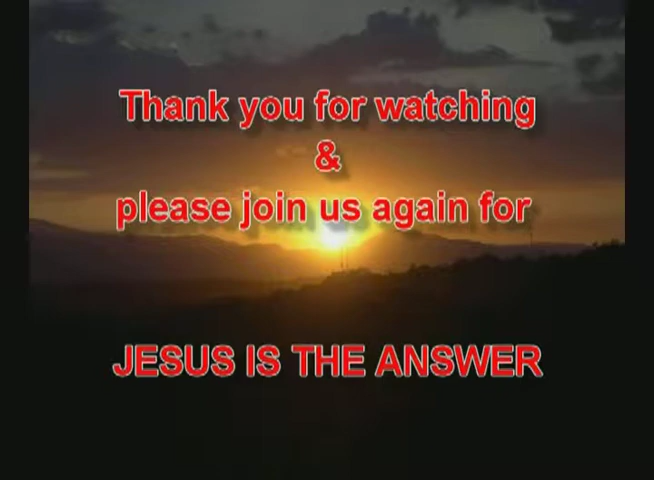 Thank you for watching
&
please join us again for
JESUS IS THE ANSWER